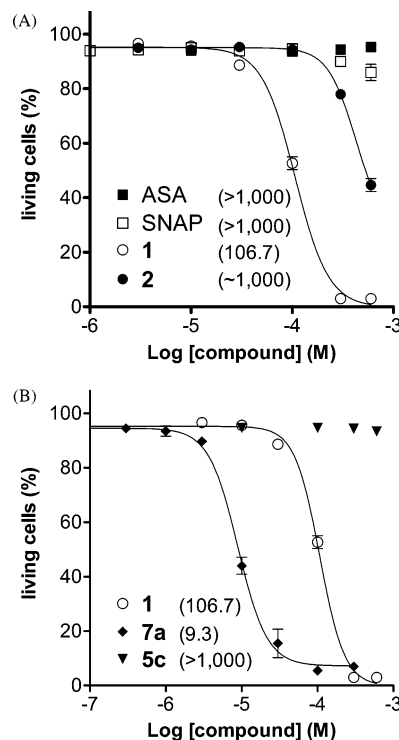 (A)
100
80
60
40
20
0
living cells (%)
ASA (>1,000)
SNAP (>1,000)
1 (106.7)
2 (~1,000)
-6 -5 -4 -3
Log [compound] (M)
(B)
100
80
60
40
20
0
living cells (%)
1 (106.7)
7a (9.3)
5c (>1,000)
-7 -6 -5 -4 -3
Log [compound] (M)